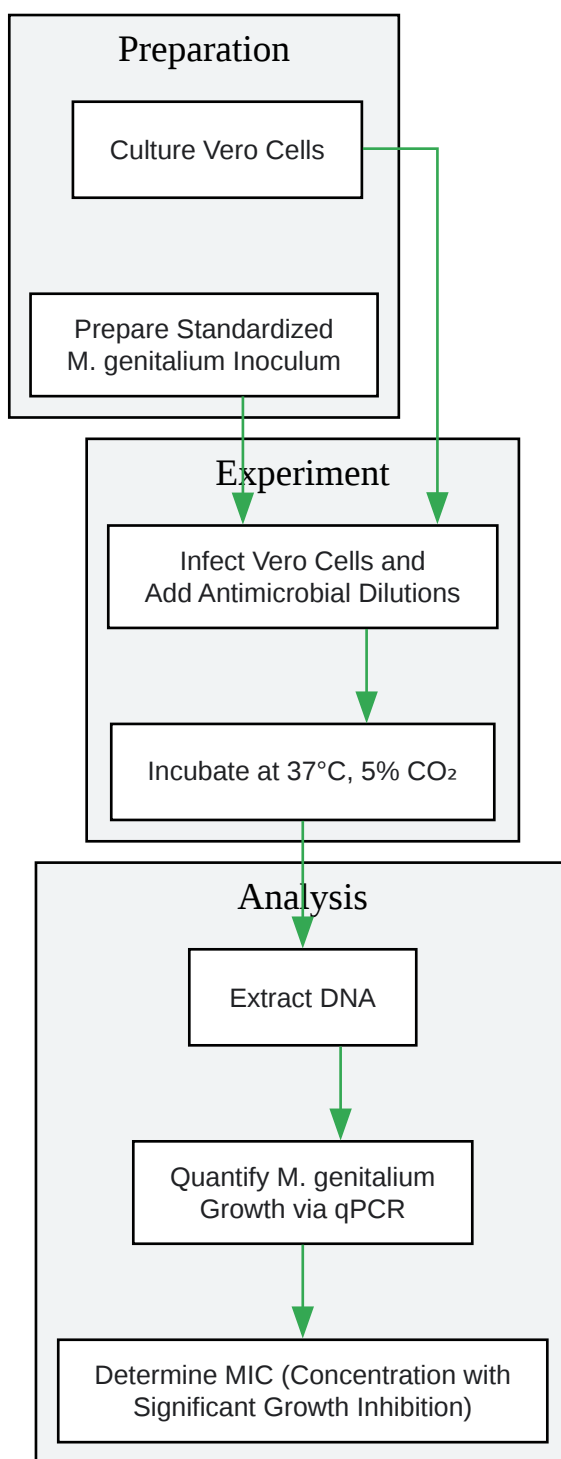 Preparation
Culture Vero Cells
Prepare Standardized
M. genitalium Inoculum
Experiment
Infect Vero Cells and
Add Antimicrobial Dilutions
Incubate at 37°C, 5% CO₂
Analysis
Extract DNA
Quantify M. genitalium
Growth via qPCR
Determine MIC (Concentration with
Significant Growth Inhibition)